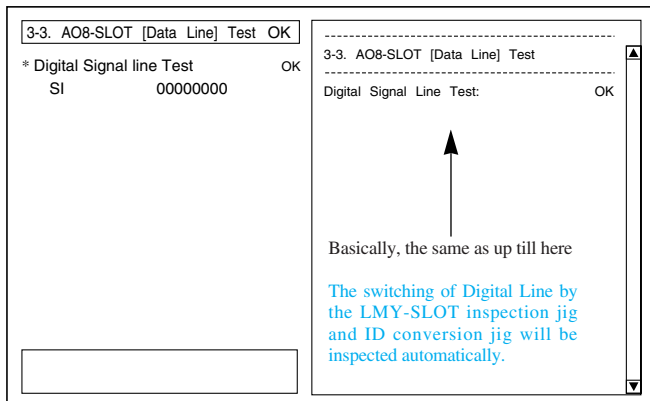 3-3. AO8-SLOT [Data Line] Test OK
* Digital Signal line Test OK
SI 00000000
3-3. AO8-SLOT [Data Line] Test
Digital Signal Line Test: OK
Basically, the same as up till here
The switching of Digital Line by
the LMY-SLOT inspection jig
and ID conversion jig will be
inspected automatically.